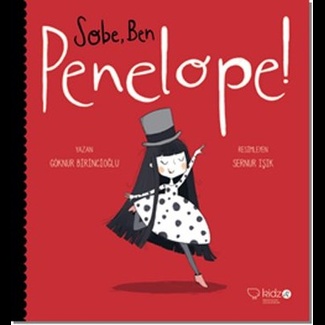 Sobe, Ben
Penelope!
YAZAN
GÖKNUR BİRİNCİOĞLU
RESİMLEYEN
SERNUR IŞIK
kidz